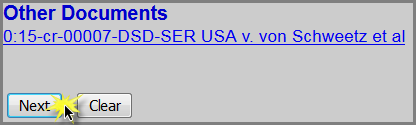 Other Documents
0:15-cr-00007-DSD-SER USA v. von Schweetz et al
Next Clear